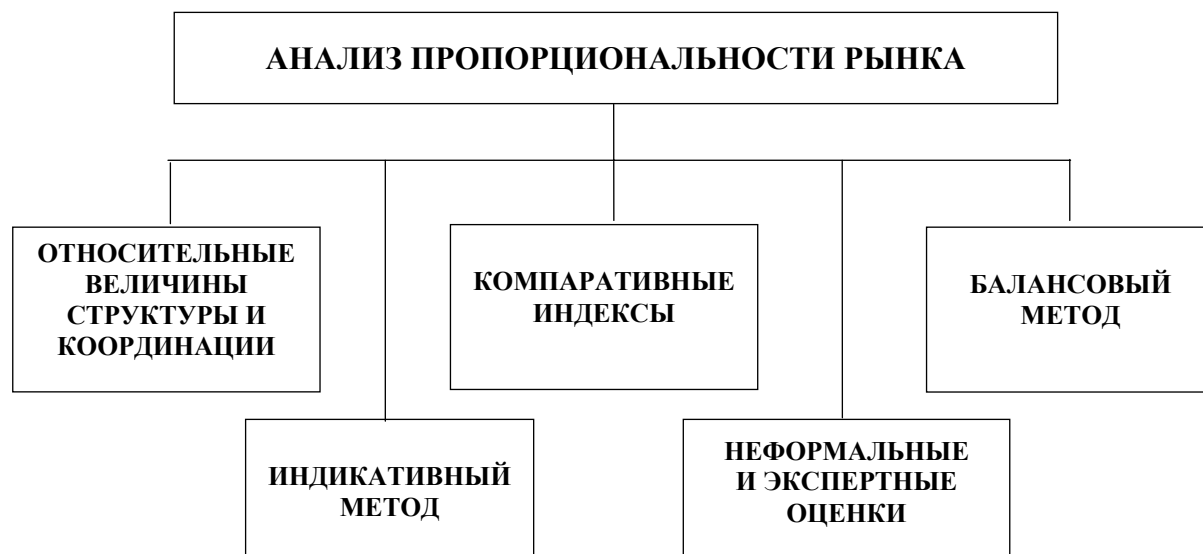 АНАЛИЗ ПРОПОРЦИОНАЛЬНОСТИ РЫНКА
ОТНОСИТЕЛЬНЫЕ
ВЕЛИЧИНЫ
СТРУКТУРЫ И
КООРДИНАЦИИ
КОМПАРАТИВНЫЕ
ИНДЕКСЫ
БАЛАНСОВЫЙ
МЕТОД
ИНДИКАТИВНЫЙ
МЕТОД
НЕФОРМАЛЬНЫЕ
И ЭКСПЕРТНЫЕ
ОЦЕНКИ